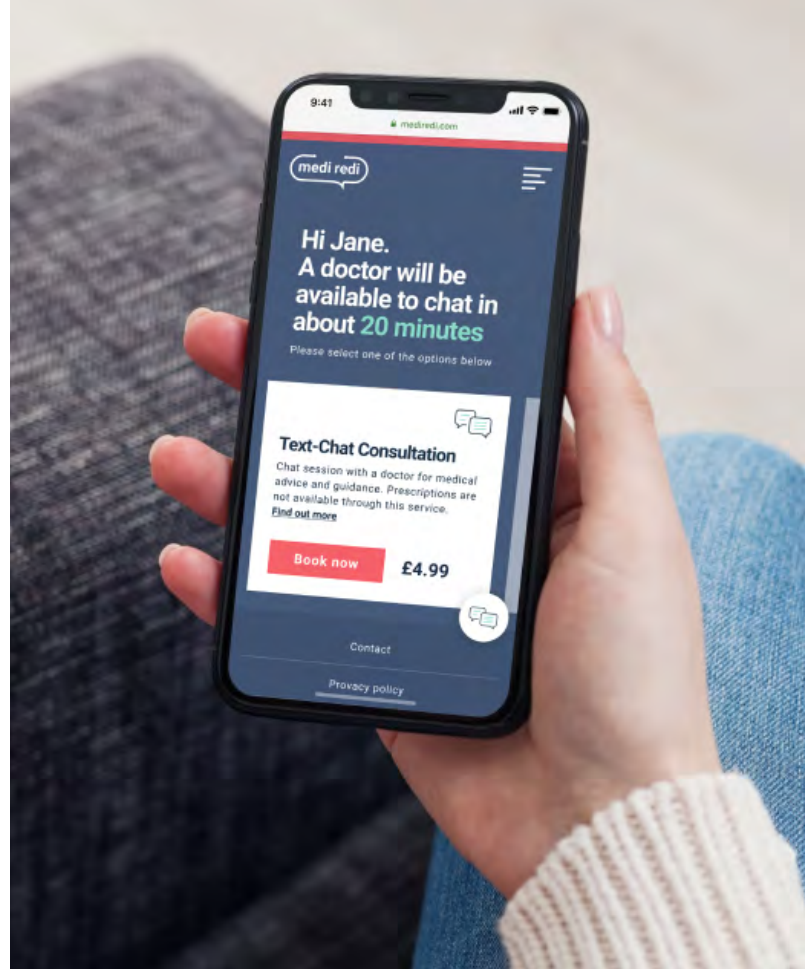 9:41
mediredi.com
medi redi
Hi Jane.
A doctor will be
available to chat in
about 20 minutes
Please select one of the options below
Text-Chat Consultation
Chat session with a doctor for medical
advice and guidance. Prescriptions are
not available through this service.
Find out more
Book now £4.99
Contact
Provacy policy